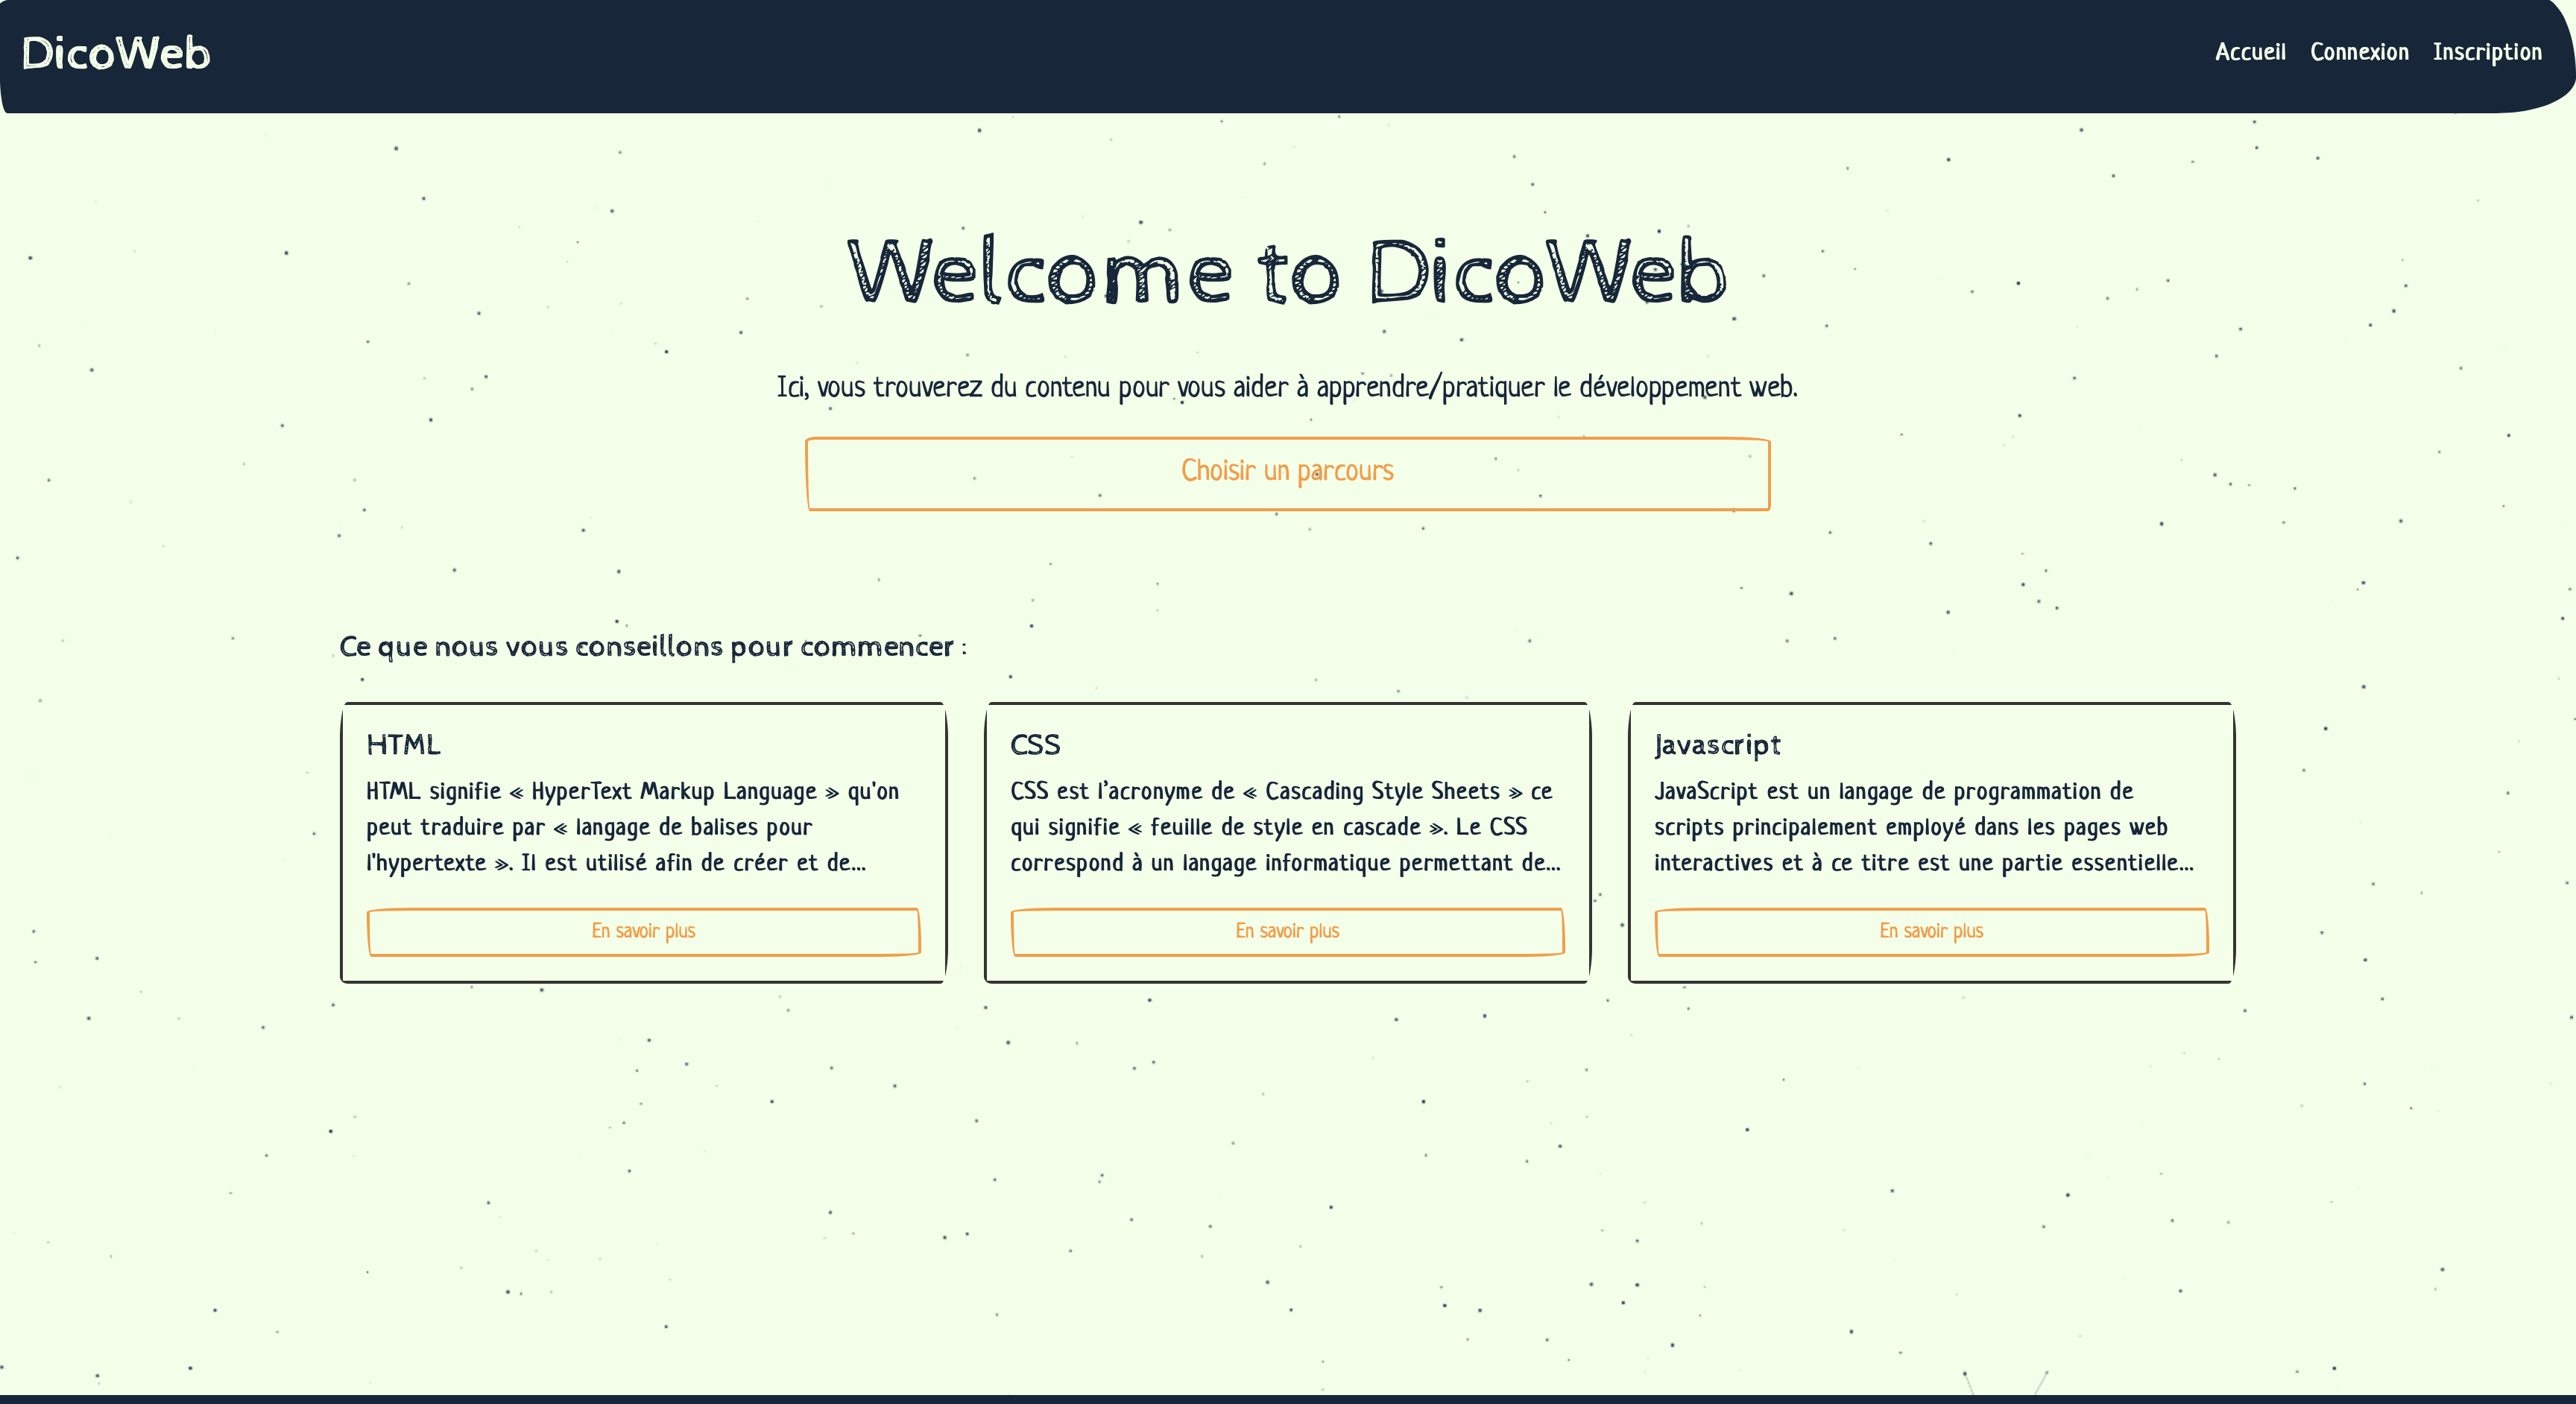 DicoWeb
Accueil Connexion Inscription
Welcome to DicoWeb
Ici, vous trouverez du contenu pour vous aider à apprendre/pratiquer le développement web.
Choisir un parcours
Ce que nous vous conseillons pour commencer :
HTML
HTML signifie « HyperText Markup Language » qu'on
peut traduire par « langage de balises pour
l'hypertexte ». Il est utilisé afin de créer et de...
En savoir plus
CSS
CSS est l’acronyme de « Cascading Style Sheets » ce
qui signifie « feuille de style en cascade ». Le CSS
correspond à un langage informatique permettant de...
En savoir plus
Javascript
JavaScript est un langage de programmation de
scripts principalement employé dans les pages web
interactives et à ce titre est une partie essentielle...
En savoir plus